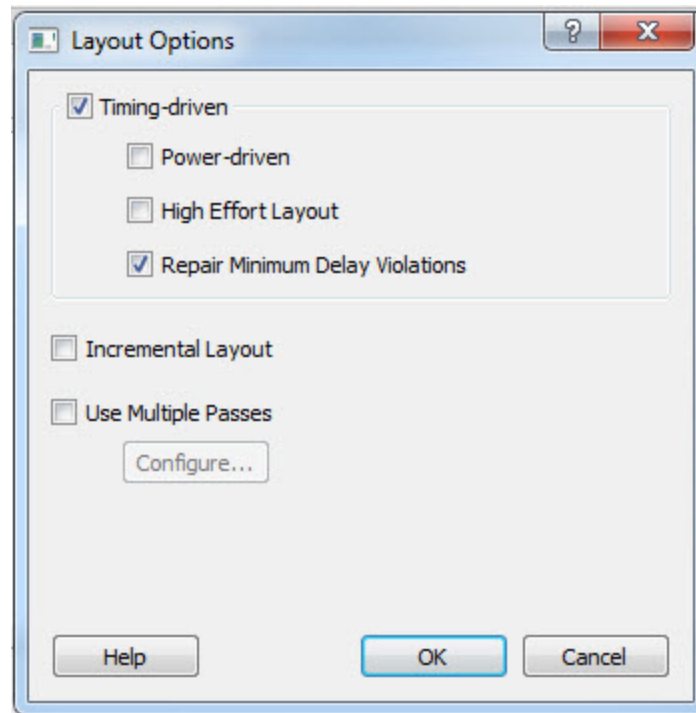 Layout Options
Timing-driven
Power-driven
High Effort Layout
Repair Minimum Delay Violations
Incremental Layout
Use Multiple Passes
Configure...
Help OK Cancel